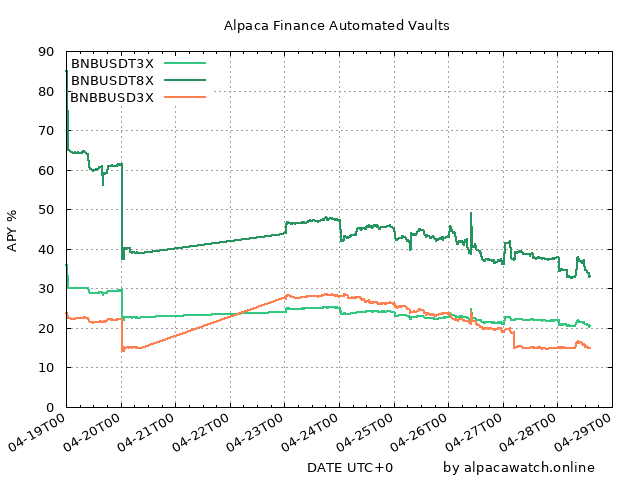 Alpaca Finance Automated Vaults
90
80
70
60
50
40
30
20
10
0
APY %
BNBUSDT3X
BNBUSDT8X
BNBBUSD3X
04-19T00
04-20T00
04-21T00
04-22T00
04-23T00
04-24T00
04-25T00
04-26T00
04-27T00
04-28T00
04-29T00
DATE UTC+0 by alpacawatch.online